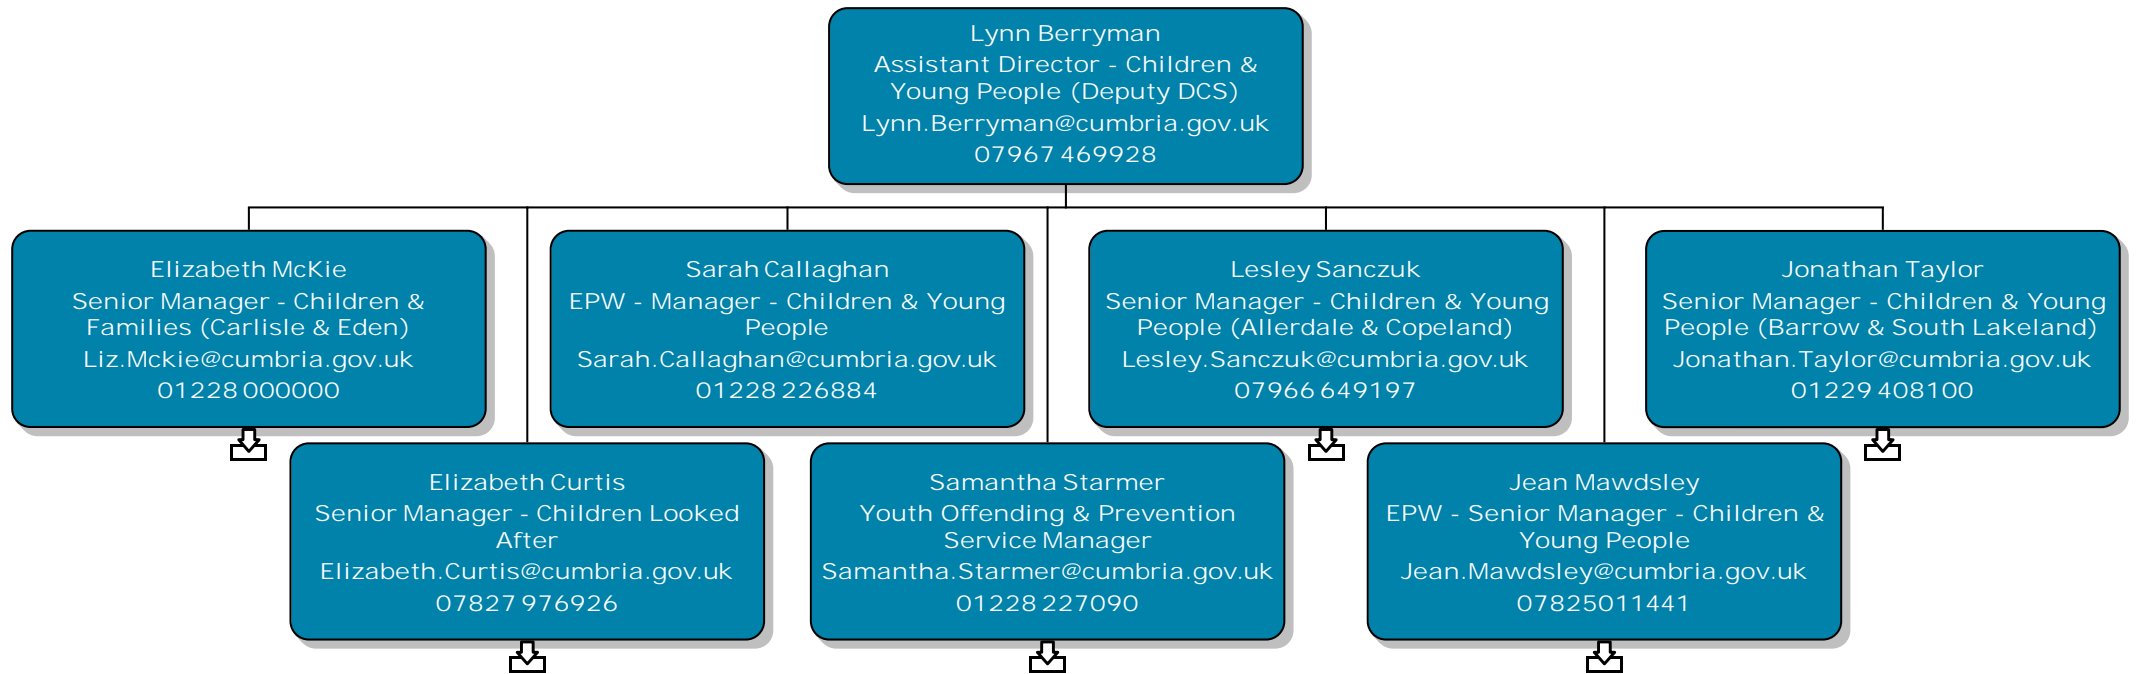 Lynn Berryman
Assistant Director - Children &
Young People (Deputy DCS)
Lynn.Berryman@cumbria.gov.uk
07967 469928
Elizabeth McKie
Senior Manager - Children &
Families (Carlisle & Eden)
Liz.Mckie@cumbria.gov.uk
01228 000000
Sarah Callaghan
EPW - Manager - Children & Young
People
Sarah.Callaghan@cumbria.gov.uk
01228 226884
Lesley Sanczuk
Senior Manager - Children & Young
People (Allerdale & Copeland)
Lesley.Sanczuk@cumbria.gov.uk
07966 649197
Jonathan Taylor
Senior Manager - Children & Young
People (Barrow & South Lakeland)
Jonathan.Taylor@cumbria.gov.uk
01229 408100
Elizabeth Curtis
Senior Manager - Children Looked
After
Elizabeth.Curtis@cumbria.gov.uk
07827 976926
Samantha Starmer
Youth Offending & Prevention
Service Manager
Samantha.Starmer@cumbria.gov.uk
01228 227090
Jean Mawdsley
EPW - Senior Manager - Children &
Young People
Jean.Mawdsley@cumbria.gov.uk
07825011441